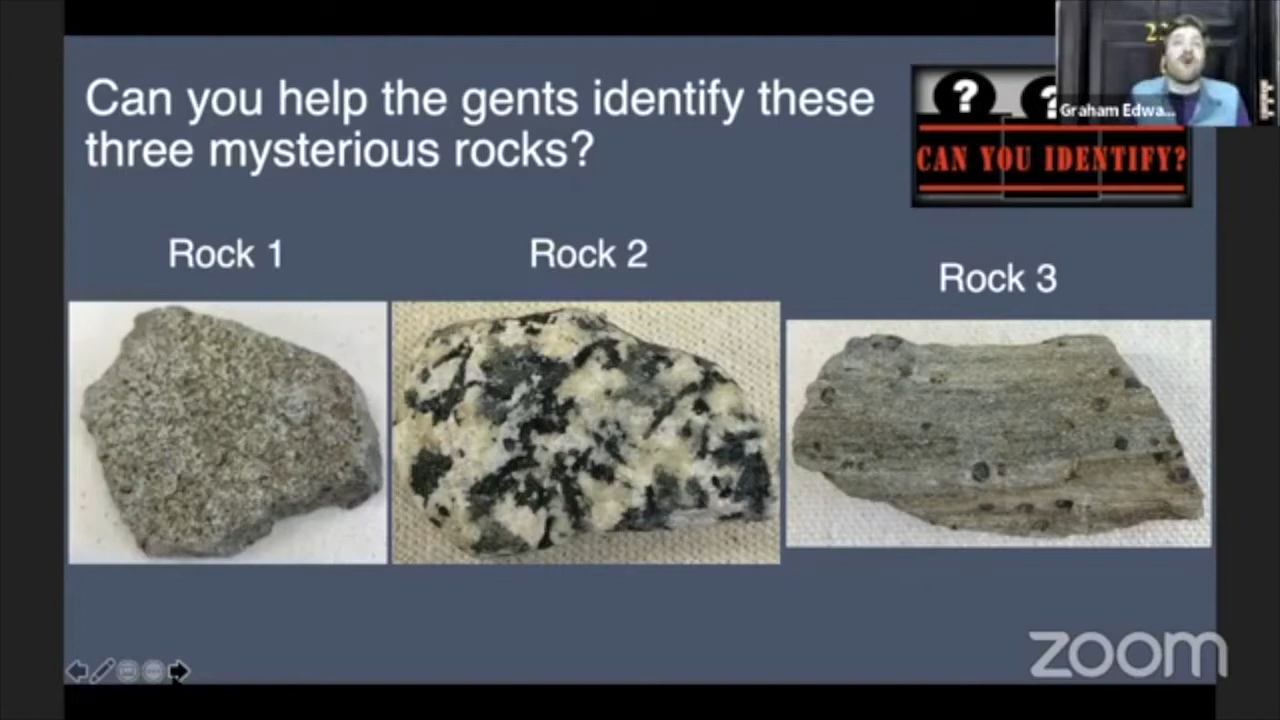 Can you help the gents identify these
three mysterious rocks?
? ?
CAN YOU IDENTIFY?
Graham Edwa...
Rock 1
Rock 2
Rock 3
zoom